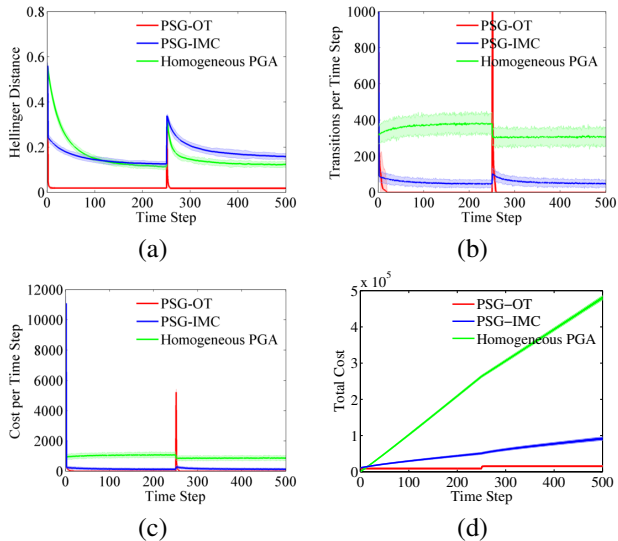 0.8
0.6
0.4
0.2
0
Hellinger Distance
PSG-OT
PSG-IMC
Homogeneous PGA
0 100 200 300 400 500
Time Step
(a)
1000
800
600
400
200
0
Transitions per Time Step
PSG-OT
PSG-IMC
Homogeneous PGA
0 100 200 300 400 500
Time Step
(b)
12000
10000
8000
6000
4000
2000
0
Cost per Time Step
PSG-OT
PSG-IMC
Homogeneous PGA
0 100 200 300 400 500
Time Step
(c)
x 10⁵
5
4
3
2
1
0
Total Cost
PSG−OT
PSG−IMC
Homogeneous PGA
0 100 200 300 400 500
Time Step
(d)